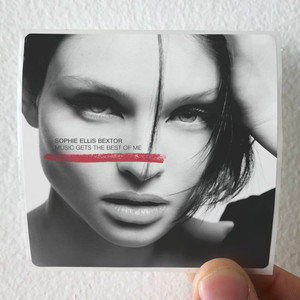 SOPHIE ELLIS BEXTOR
MUSIC GETS THE BEST OF ME